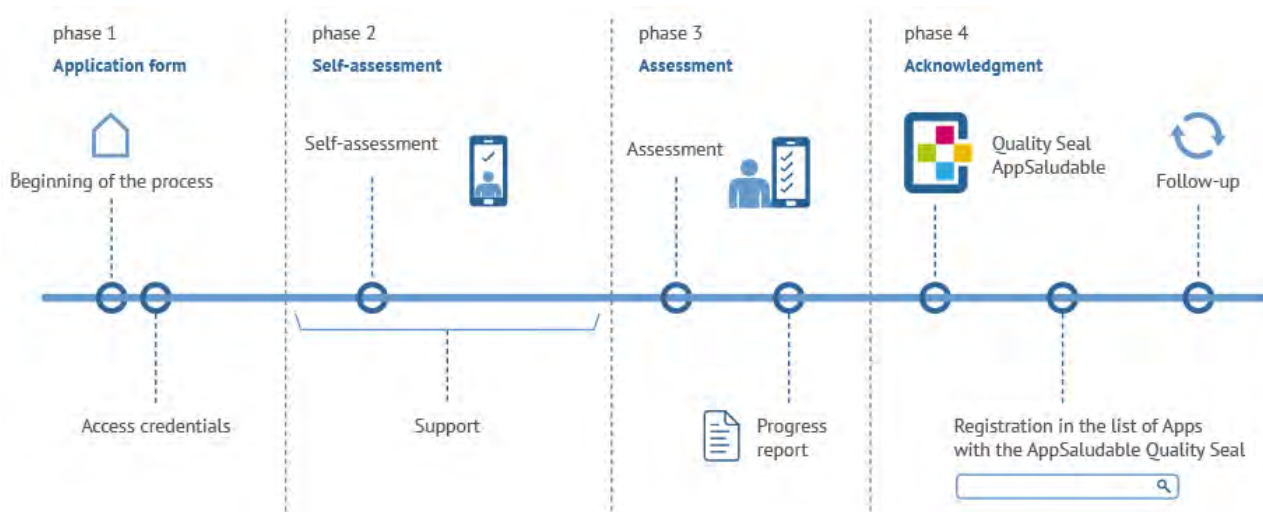 phase 1
Application form
Beginning of the process
Access credentials
phase 2
Self-assessment
Self-assessment
Support
phase 3
Assessment
Assessment
Progress
report
phase 4
Acknowledgment
Quality Seal
AppSaludable
Follow-up
Registration in the list of Apps
with the AppSaludable Quality Seal